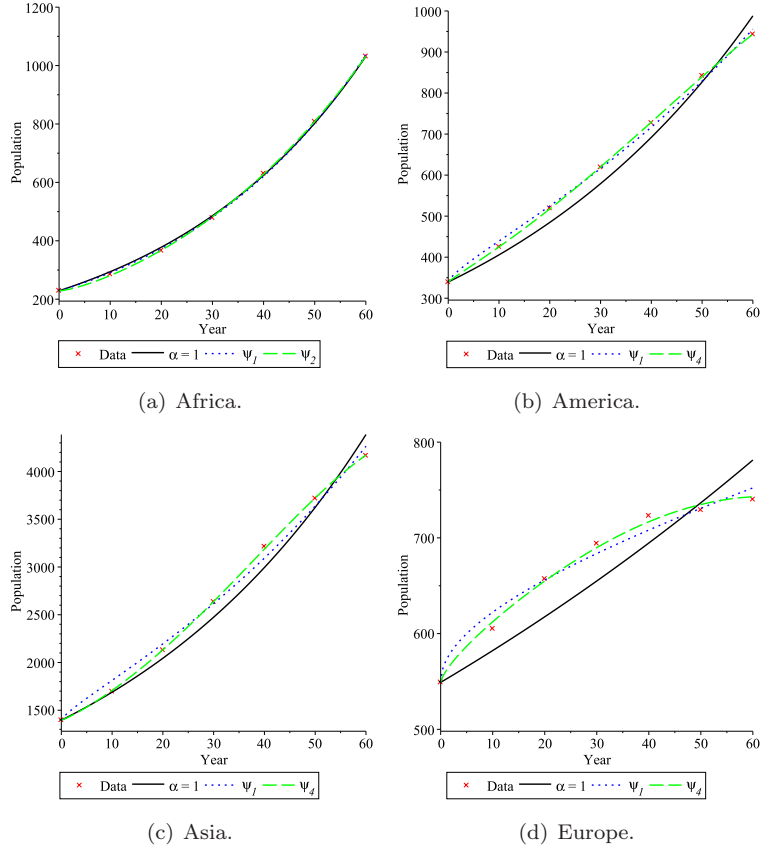 1200
1000
800
600
400
200
Population
0 10 20 30 40 50 60
Year
× Data α = 1 ψ1 ψ2
(a) Africa.
1000
900
800
700
600
500
400
300
Population
0 10 20 30 40 50 60
Year
× Data α = 1 ψ1 ψ4
(b) America.
4000
3500
3000
2500
2000
1500
Population
0 10 20 30 40 50 60
Year
× Data α = 1 ψ1 ψ4
(c) Asia.
800
700
600
500
Population
0 10 20 30 40 50 60
Year
× Data α = 1 ψ1 ψ4
(d) Europe.